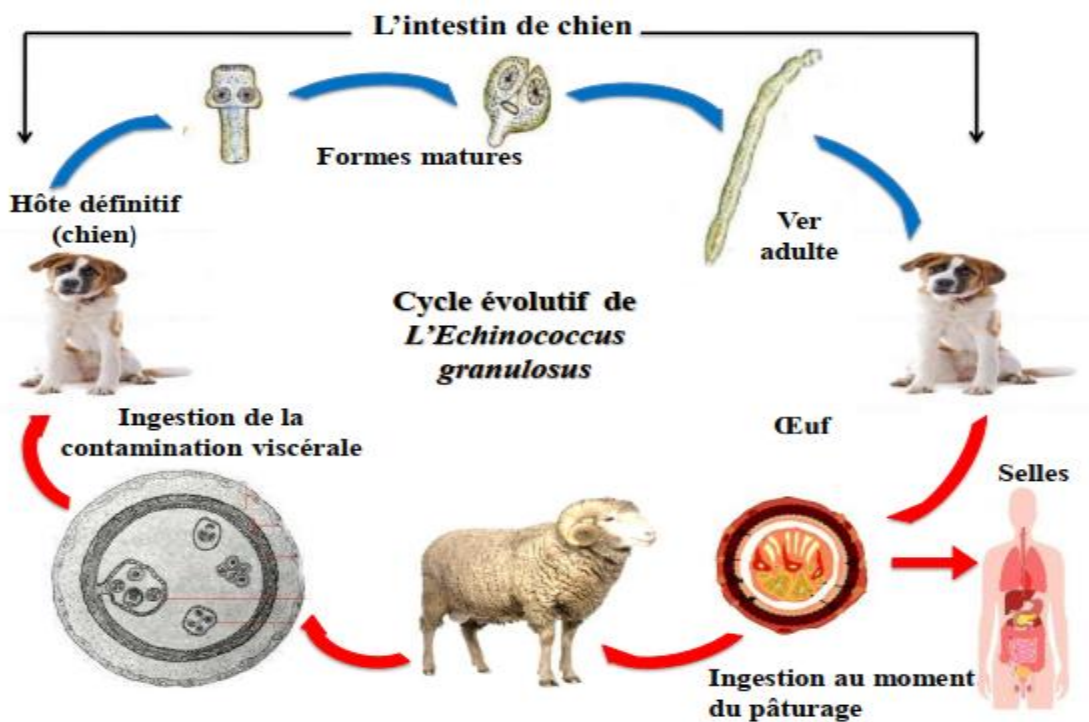 L'intestin de chien
Formes matures
Hôte définitif
(chien)
Ver
adulte
Cycle évolutif de
L'Echinococcus
granulosus
Ingestion de la
contamination viscérale
Œuf
Selles
Ingestion au moment
du pâturage